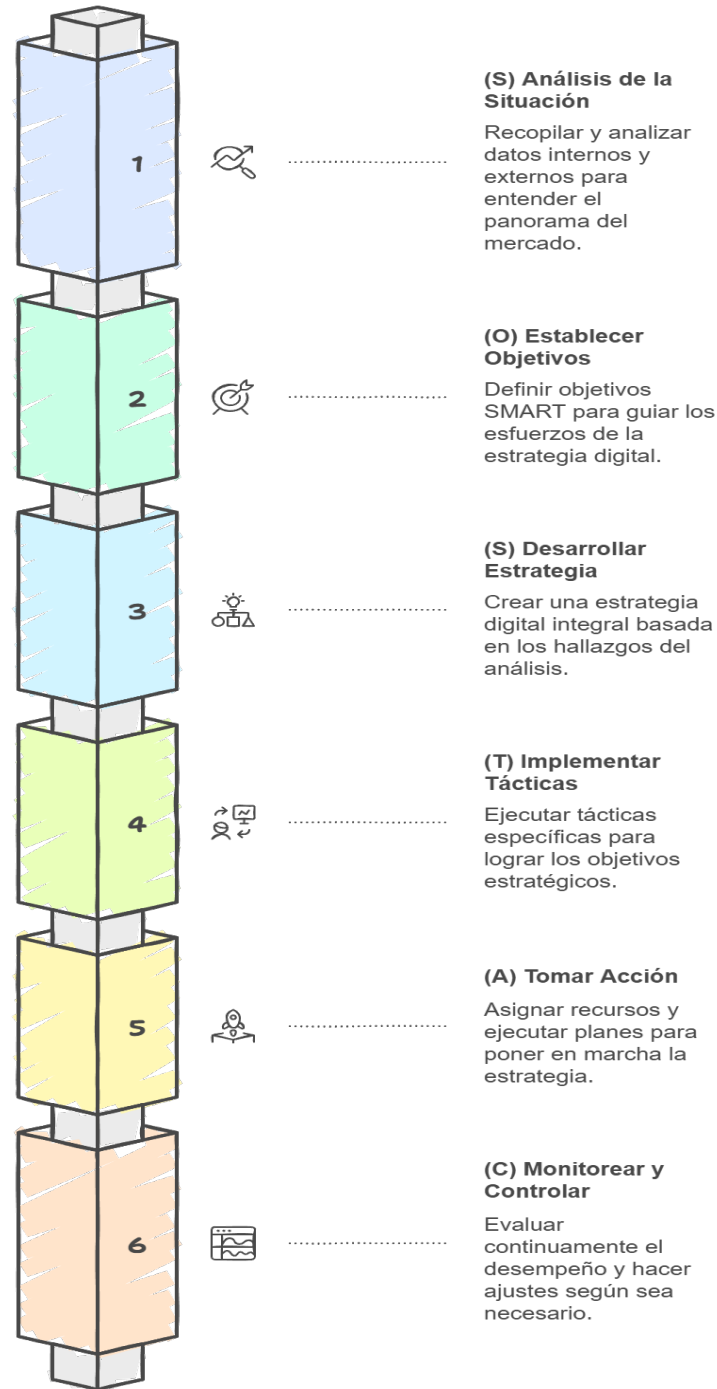 1
(S) Análisis de la
Situación
Recopilar y analizar
datos internos y
externos para
entender el
panorama del
mercado.
2
(O) Establecer
Objetivos
Definir objetivos
SMART para guiar los
esfuerzos de la
estrategia digital.
3
(S) Desarrollar
Estrategia
Crear una estrategia
digital integral basada
en los hallazgos del
análisis.
4
(T) Implementar
Tácticas
Ejecutar tácticas
específicas para
lograr los objetivos
estratégicos.
5
(A) Tomar Acción
Asignar recursos y
ejecutar planes para
poner en marcha la
estrategia.
6
(C) Monitorear y
Controlar
Evaluar
continuamente el
desempeño y hacer
ajustes según sea
necesario.